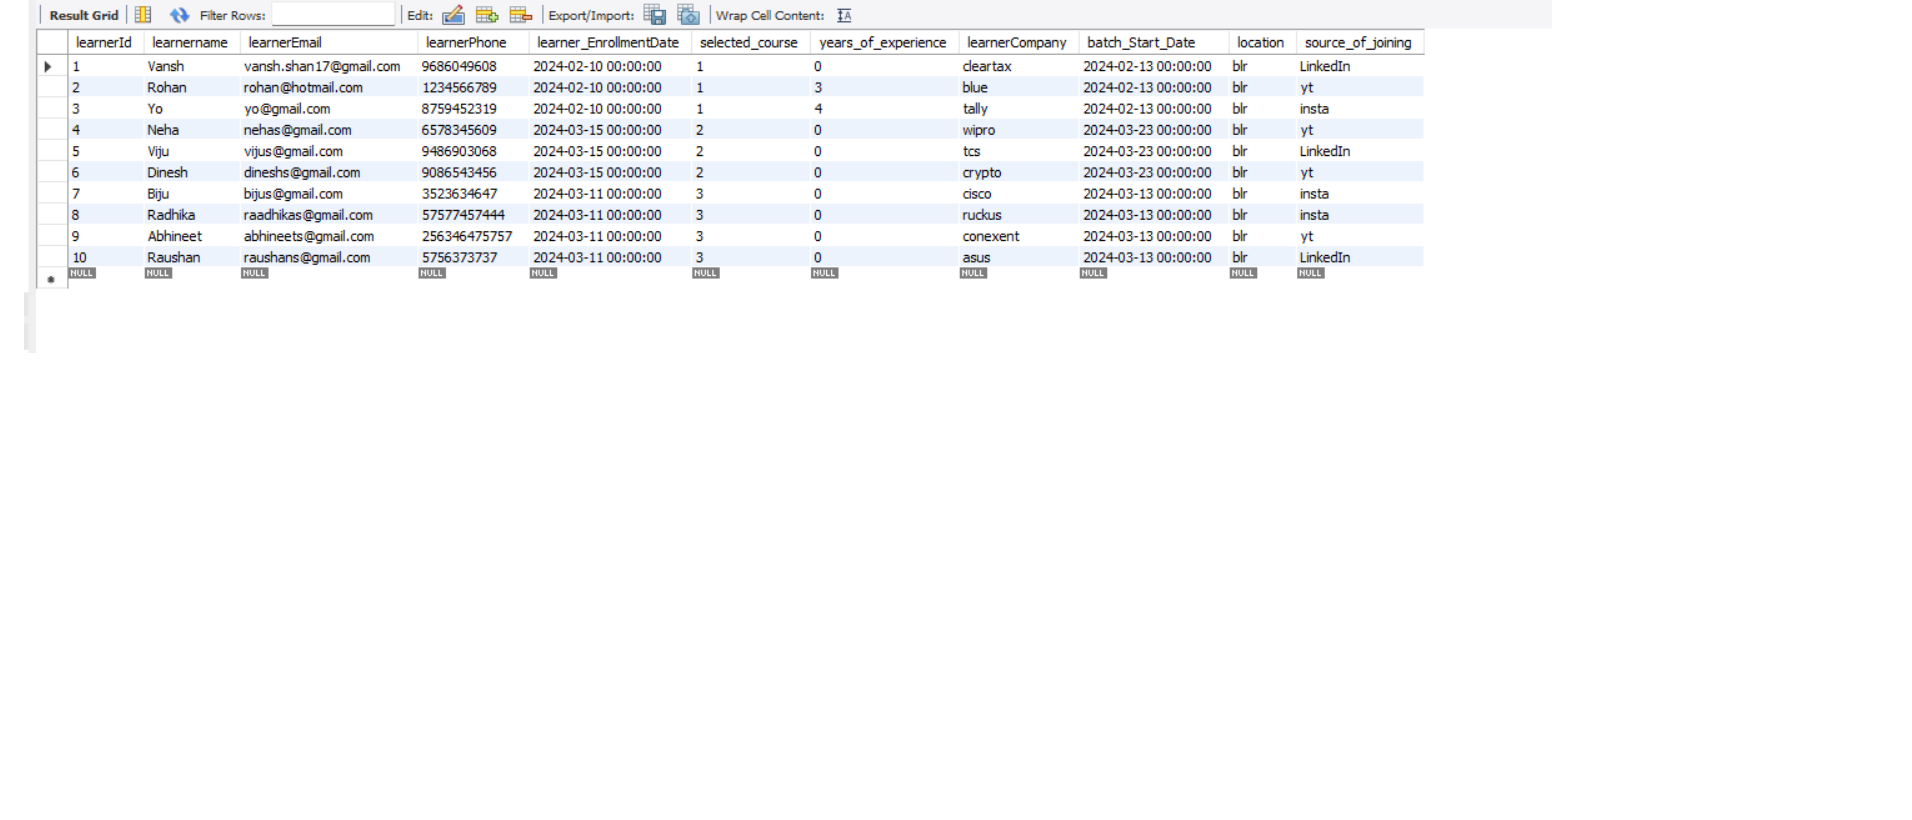 Result Grid Filter Rows: Edit: Export/Import: Wrap Cell Content:
learnerId learnername learnerEmail learnerPhone learner_EnrollmentDate selected_course years_of_experience learnerCompany batch_Start_Date location source_of_joining
1 Vansh vansh.shan17@gmail.com 9686049608 2024-02-10 00:00:00 1 0 cleartax 2024-02-13 00:00:00 blr LinkedIn
2 Rohan rohan@hotmail.com 1234566789 2024-02-10 00:00:00 1 3 blue 2024-02-13 00:00:00 blr yt
3 Yo yo@gmail.com 8759452319 2024-02-10 00:00:00 1 4 tally 2024-02-13 00:00:00 blr insta
4 Neha nehas@gmail.com 6578345609 2024-03-15 00:00:00 2 0 wipro 2024-03-23 00:00:00 blr yt
5 Viju vijus@gmail.com 9486903068 2024-03-15 00:00:00 2 0 tcs 2024-03-23 00:00:00 blr LinkedIn
6 Dinesh dineshs@gmail.com 9086543456 2024-03-15 00:00:00 2 0 crypto 2024-03-23 00:00:00 blr yt
7 Biju bijus@gmail.com 3523634647 2024-03-11 00:00:00 3 0 cisco 2024-03-13 00:00:00 blr insta
8 Radhika raadhikas@gmail.com 57577457444 2024-03-11 00:00:00 3 0 ruckus 2024-03-13 00:00:00 blr insta
9 Abhineet abhineets@gmail.com 256346475757 2024-03-11 00:00:00 3 0 conexent 2024-03-13 00:00:00 blr yt
10 Raushan raushans@gmail.com 5756373737 2024-03-11 00:00:00 3 0 asus 2024-03-13 00:00:00 blr LinkedIn
NULL NULL NULL NULL NULL NULL NULL NULL NULL NULL NULL